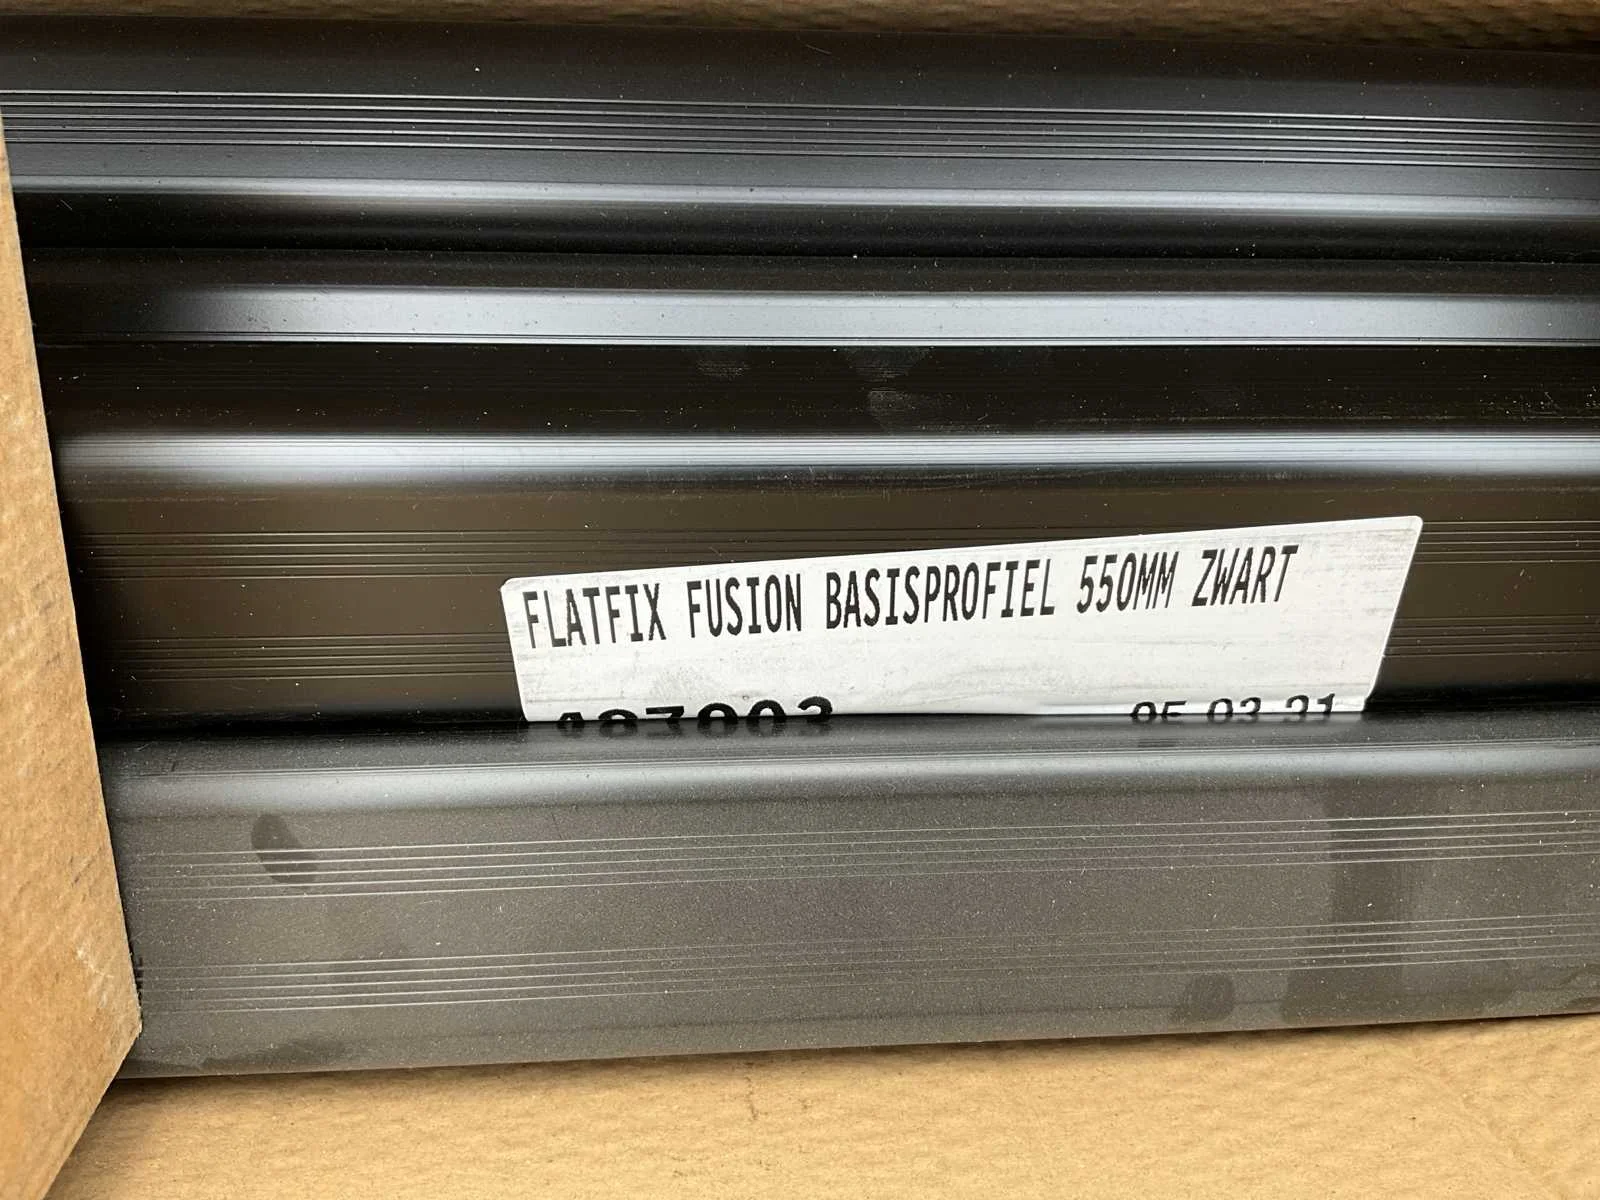 FLATFIX FUSION BASISPROFIEL 550MM ZWART